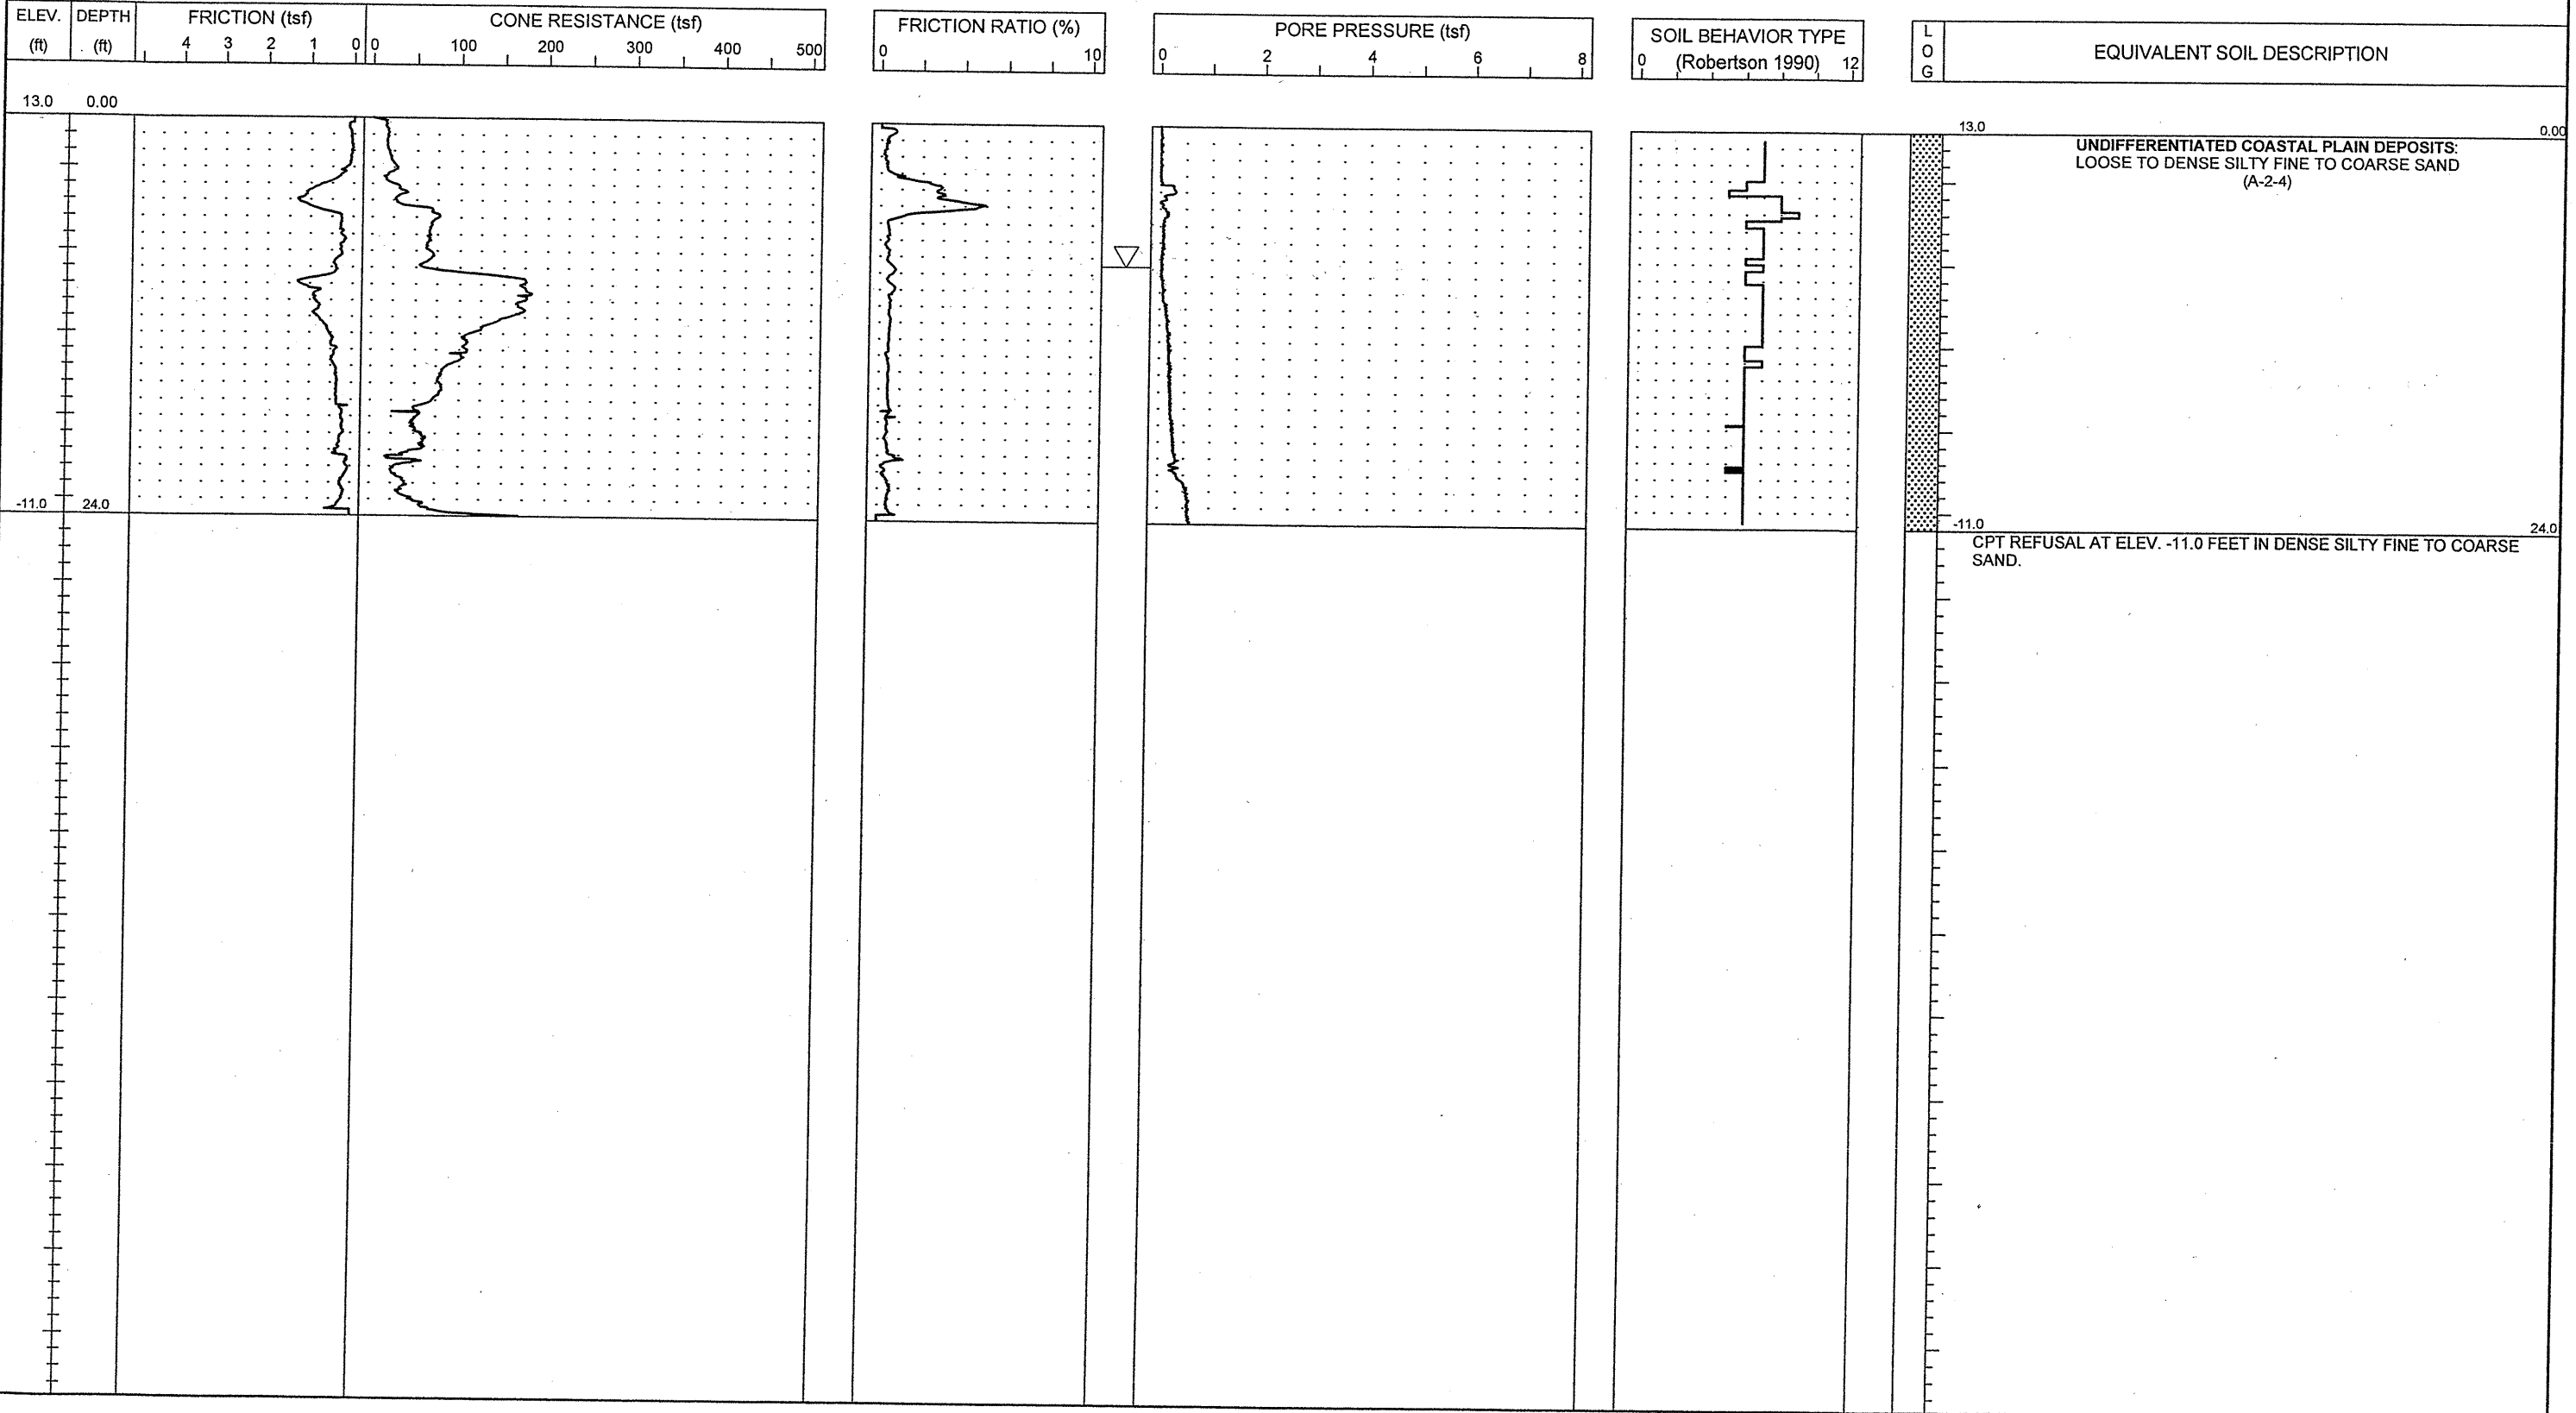 ELEV. DEPTH FRICTION (tsf) CONE RESISTANCE (tsf) FRICTION RATIO (%) PORE PRESSURE (tsf) SOIL BEHAVIOR TYPE L
(ft) (ft) 4 3 2 1 0 0 100 200 300 400 500 0 10 0 2 4 6 8 (Robertson 1990) O EQUIVALENT SOIL DESCRIPTION
0 12 G
13.0 0.00
13.0 0.00
UNDIFFERENTIATED COASTAL PLAIN DEPOSITS:
LOOSE TO DENSE SILTY FINE TO COARSE SAND
(A-2-4)
-11.0 24.0
-11.0 24.0
CPT REFUSAL AT ELEV. -11.0 FEET IN DENSE SILTY FINE TO COARSE
SAND.